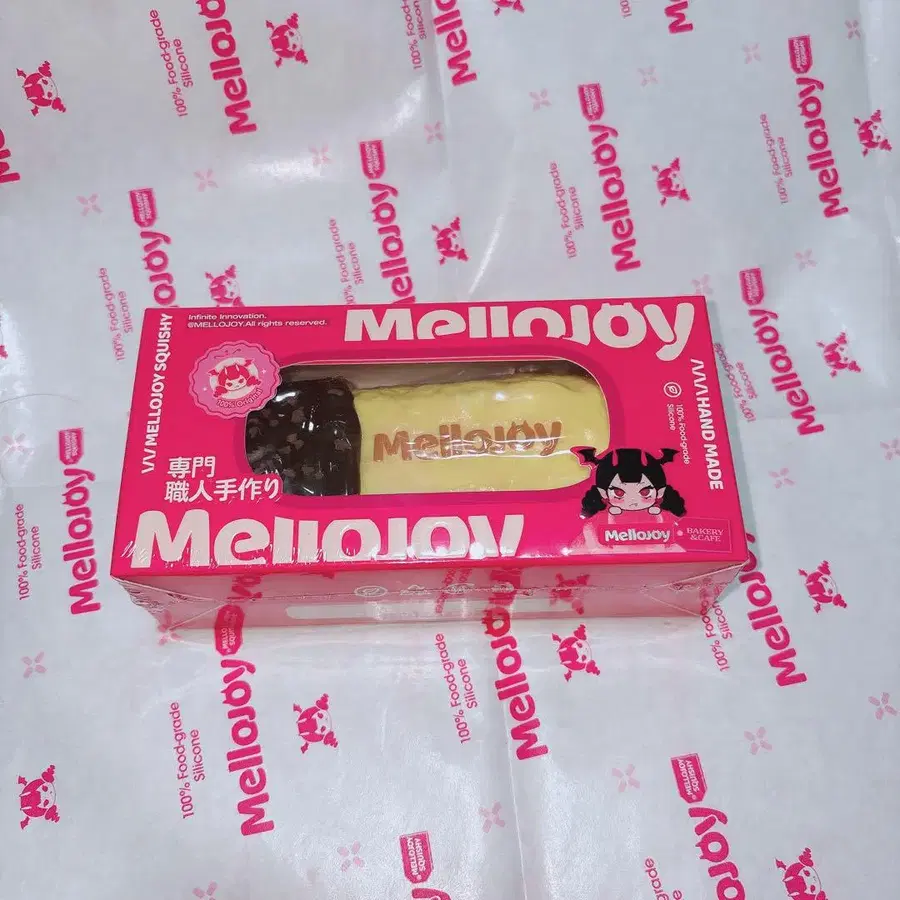 Infinite Innovation.
@MELLOJOY.All rights reserved.
MelloJoy
\/\/\ MELLOJOY SQUISHY
100% Original
MelloJoy
100% Food-grade
Silicone
/\/\/\ HAND MADE
専門
職人手作り
MelloJoy
MelloJoy
BAKERY
&CAFE
100% Food-grade
Silicone
MelloJoy
MELLOJOY
SQUISHY